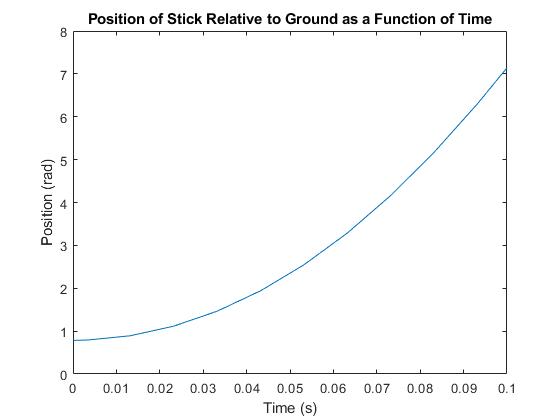 Position of Stick Relative to Ground as a Function of Time
8
7
6
5
4
3
2
1
0
Position (rad)
0 0.01 0.02 0.03 0.04 0.05 0.06 0.07 0.08 0.09 0.1
Time (s)